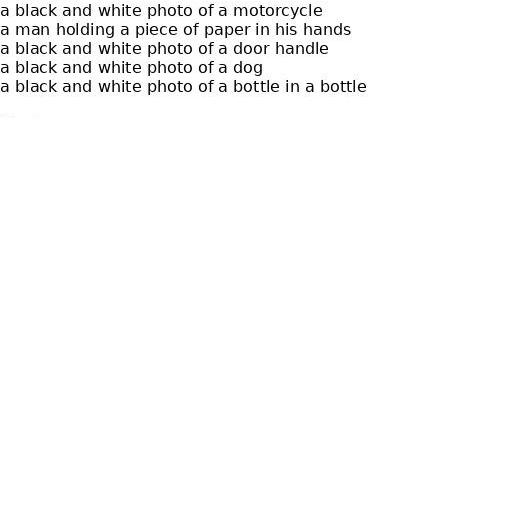 a black and white photo of a motorcycle
a man holding a piece of paper in his hands
a black and white photo of a door handle
a black and white photo of a dog
a black and white photo of a bottle in a bottle